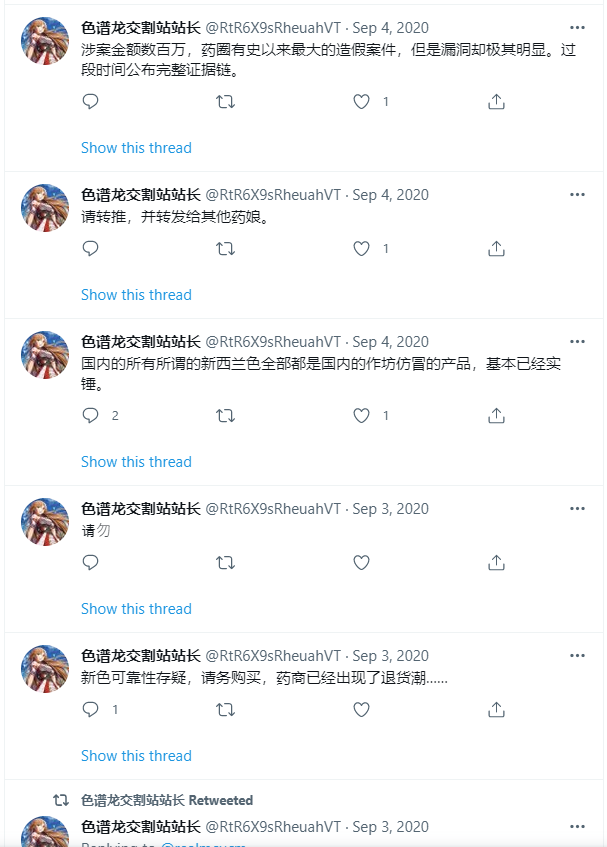 色谱龙交割站站长 @RtR6X9sRheuahVT · Sep 4, 2020
涉案金额数百万，药圈有史以来最大的造假案件，但是漏洞却极其明显。过
段时间公布完整证据链。
1
Show this thread
色谱龙交割站站长 @RtR6X9sRheuahVT · Sep 4, 2020
请转推，并转发给其他药娘。
1
Show this thread
色谱龙交割站站长 @RtR6X9sRheuahVT · Sep 4, 2020
国内的所有所谓的新西兰色全部都是国内的作坊仿冒的产品，基本已经实
锤。
2 1
Show this thread
色谱龙交割站站长 @RtR6X9sRheuahVT · Sep 3, 2020
请勿
Show this thread
色谱龙交割站站长 @RtR6X9sRheuahVT · Sep 3, 2020
新色可靠性存疑，请务购买，药商已经出现了退货潮......
1
Show this thread
色谱龙交割站站长 Retweeted
色谱龙交割站站长 @RtR6X9sRheuahVT · Sep 3, 2020
Replying to